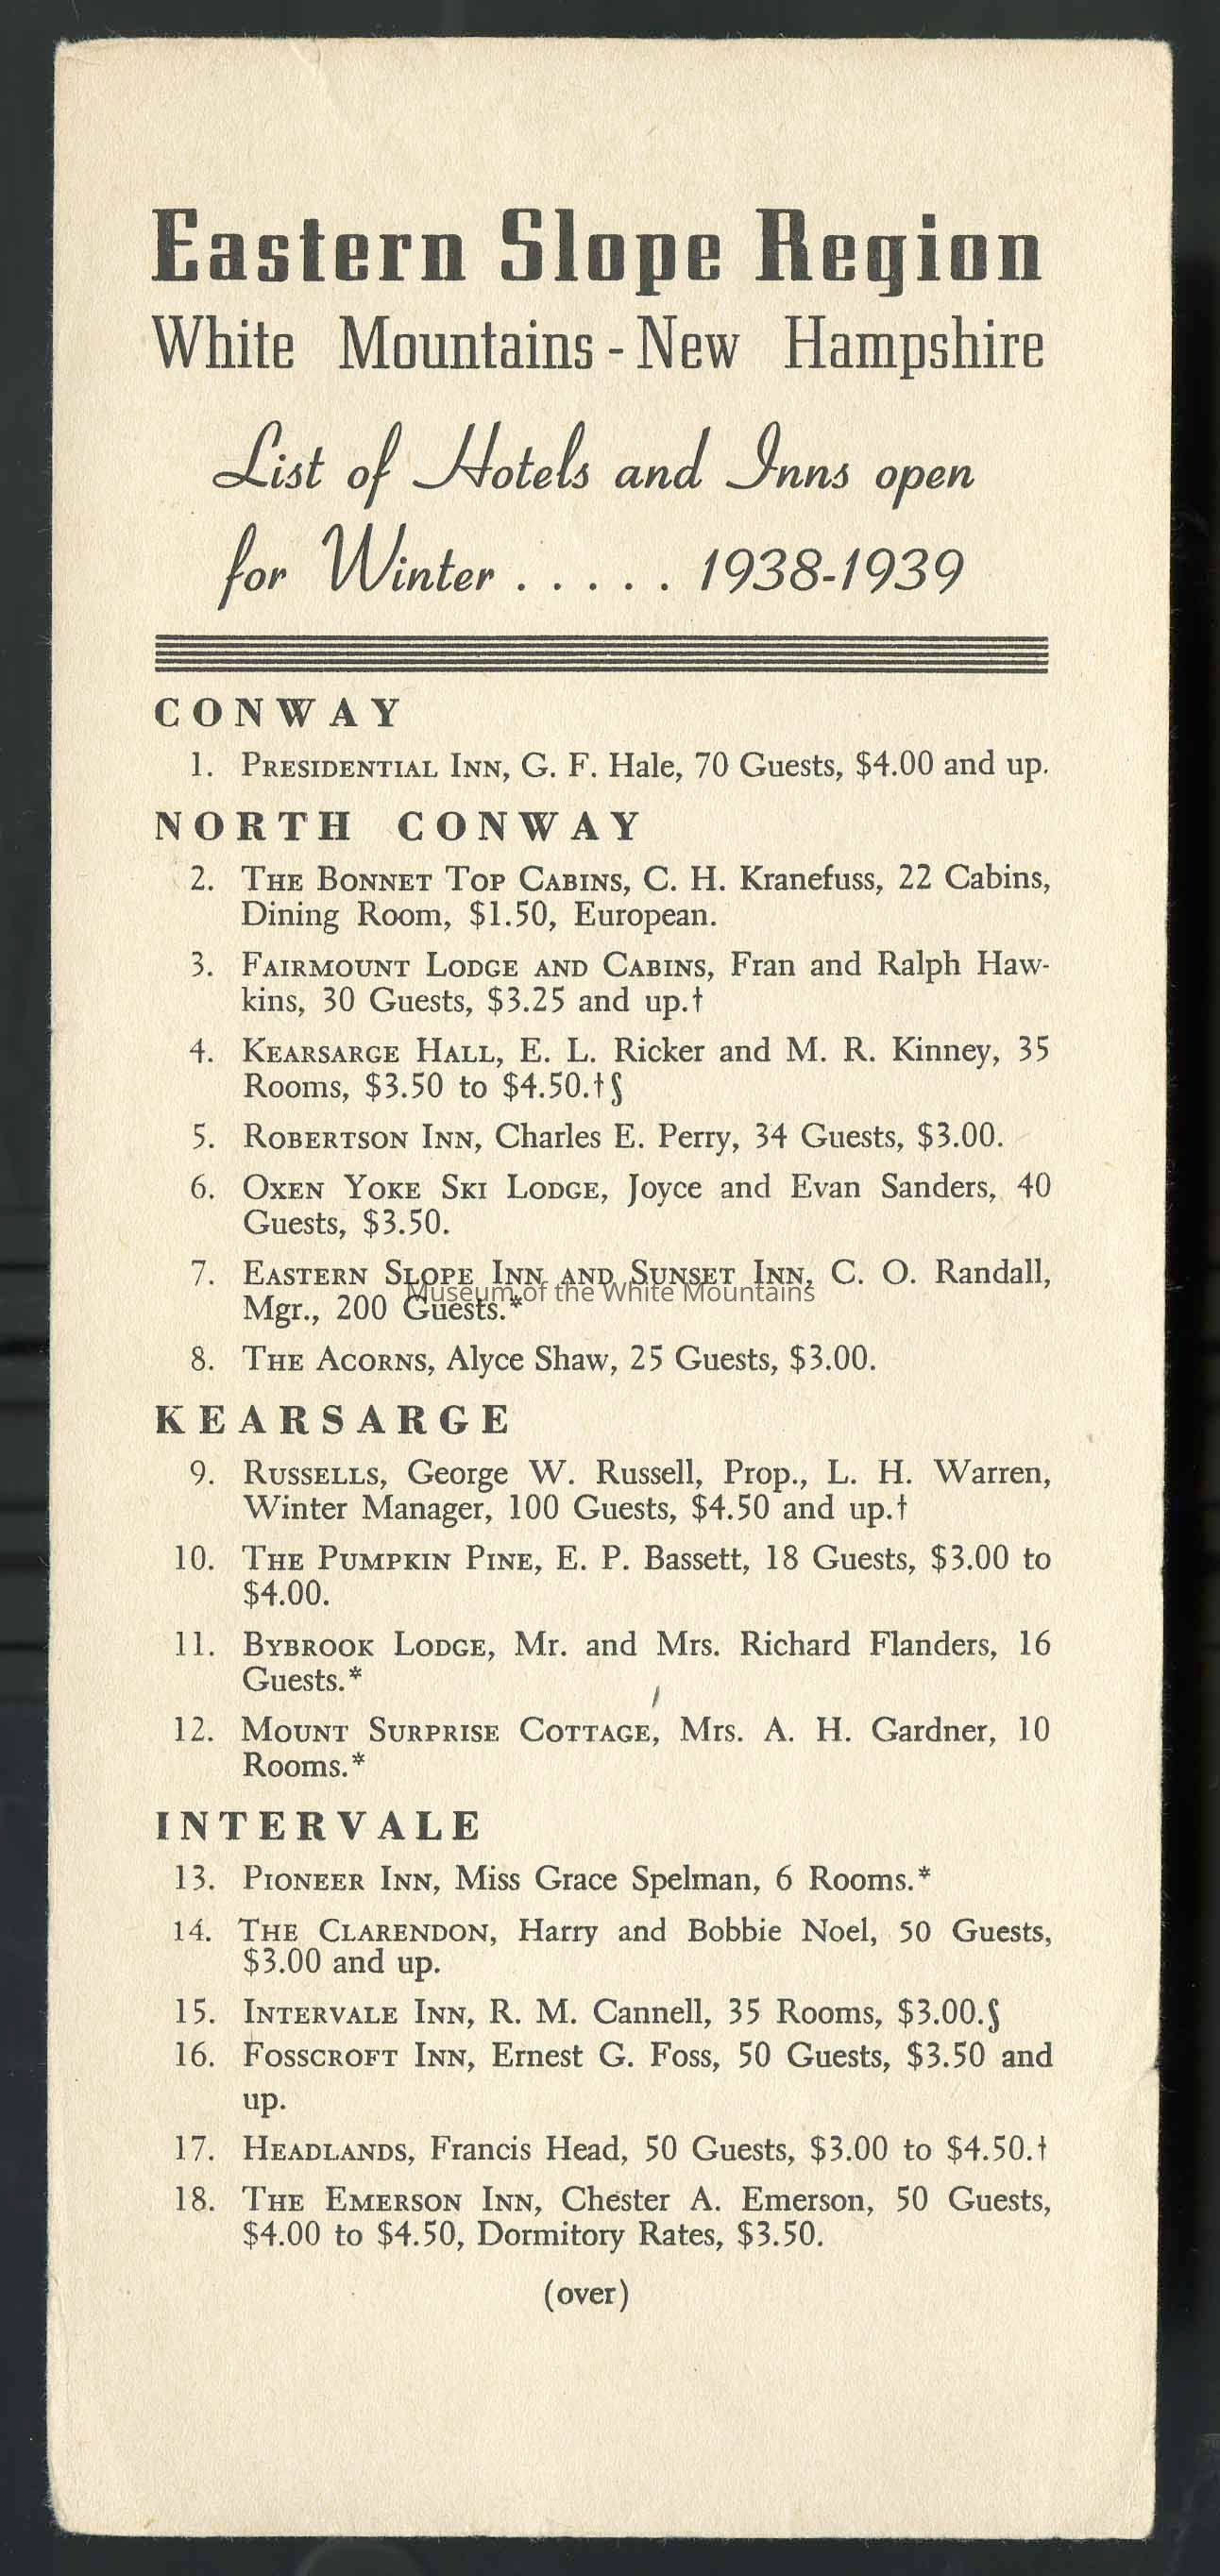 Eastern Slope Region
White Mountains - New Hampshire
List of Hotels and Inns open
for Winter ..... 1938-1939
CONWAY
1. PRESIDENTIAL INN, G. F. Hale, 70 Guests, $4.00 and up.
NORTH CONWAY
2. THE BONNET TOP CABINS, C. H. Kranefuss, 22 Cabins,
Dining Room, $1.50, European.
3. FAIRMOUNT LODGE AND CABINS, Fran and Ralph Haw-
kins, 30 Guests, $3.25 and up.†
4. KEARSARGE HALL, E. L. Ricker and M. R. Kinney, 35
Rooms, $3.50 to $4.50.†§
5. ROBERTSON INN, Charles E. Perry, 34 Guests, $3.00.
6. OXEN YOKE SKI LODGE, Joyce and Evan Sanders, 40
Guests, $3.50.
7. EASTERN SLOPE INN AND SUNSET INN, C. O. Randall,
Museum of the White Mountains
Mgr., 200 Guests.*
8. THE ACORNS, Alyce Shaw, 25 Guests, $3.00.
KEARSARGE
9. RUSSELLS, George W. Russell, Prop., L. H. Warren,
Winter Manager, 100 Guests, $4.50 and up.†
10. THE PUMPKIN PINE, E. P. Bassett, 18 Guests, $3.00 to
$4.00.
11. BYBROOK LODGE, Mr. and Mrs. Richard Flanders, 16
Guests.*
12. MOUNT SURPRISE COTTAGE, Mrs. A. H. Gardner, 10
Rooms.*
INTERVALE
13. PIONEER INN, Miss Grace Spelman, 6 Rooms.*
14. THE CLARENDON, Harry and Bobbie Noel, 50 Guests,
$3.00 and up.
15. INTERVALE INN, R. M. Cannell, 35 Rooms, $3.00.§
16. FOSSCROFT INN, Ernest G. Foss, 50 Guests, $3.50 and
up.
17. HEADLANDS, Francis Head, 50 Guests, $3.00 to $4.50.†
18. THE EMERSON INN, Chester A. Emerson, 50 Guests,
$4.00 to $4.50, Dormitory Rates, $3.50.
(over)